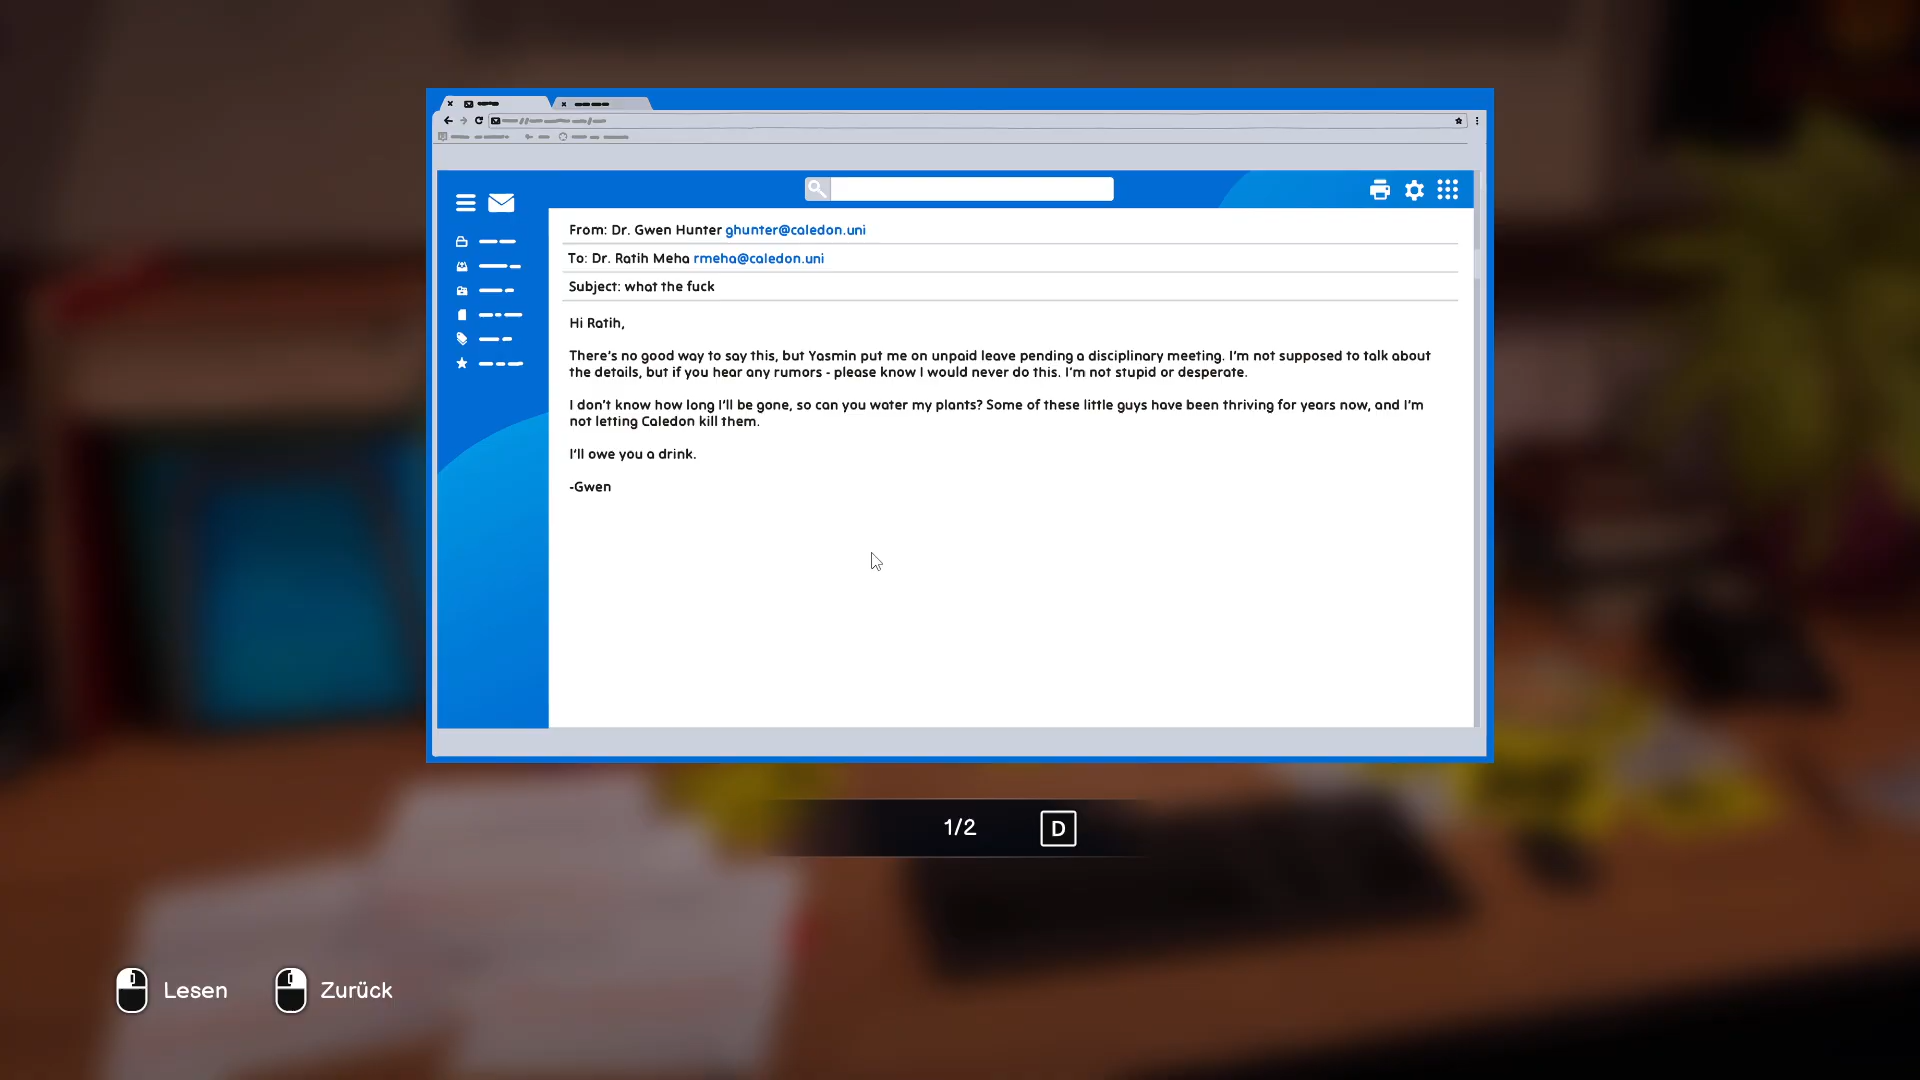 From: Dr. Gwen Hunter ghunter@caledon.uni
To: Dr. Ratih Meha rmeha@caledon.uni
Subject: what the fuck
Hi Ratih,
There's no good way to say this, but Yasmin put me on unpaid leave pending a disciplinary meeting. I'm not supposed to talk about
the details, but if you hear any rumors - please know I would never do this. I'm not stupid or desperate.
I don't know how long I'll be gone, so can you water my plants? Some of these little guys have been thriving for years now, and I'm
not letting Caledon kill them.
I'll owe you a drink.
-Gwen
1/2 D
Lesen Zurück